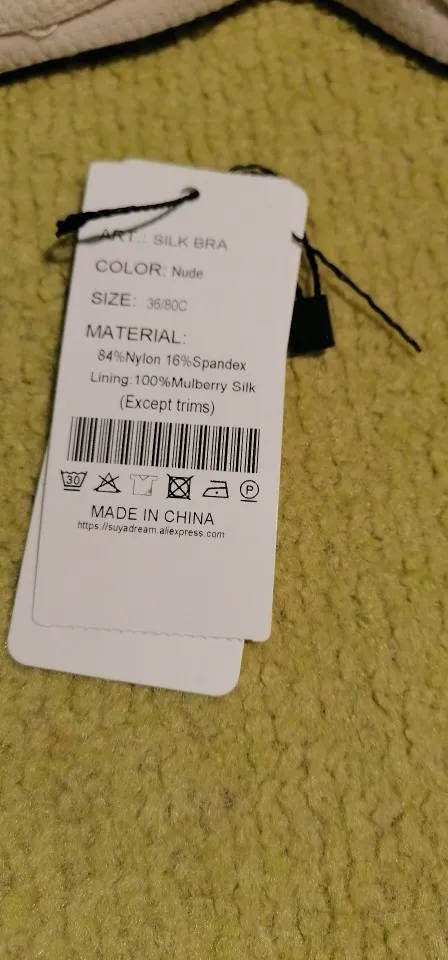 ART.: SILK BRA
COLOR: Nude
SIZE: 36/80C
MATERIAL:
84%Nylon 16%Spandex
Lining:100%Mulberry Silk
(Except trims)
30 P
MADE IN CHINA
https://suyadream.aliexpress.com